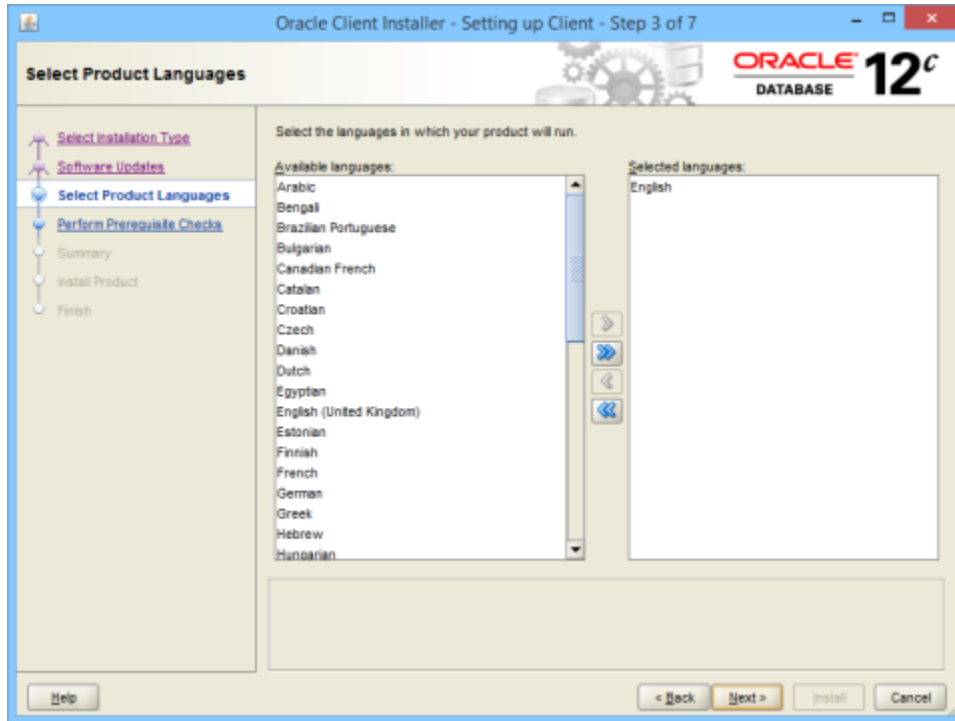 Oracle Client Installer - Setting up Client - Step 3 of 7
Select Product Languages
ORACLE
DATABASE
12c
Select Installation Type
Software Updates
Select Product Languages
Perform Prerequisite Checks
Summary
Install Product
Finish
Select the languages in which your product will run.
Available languages:
Arabic
Bengali
Brazilian Portuguese
Bulgarian
Canadian French
Catalan
Croatian
Czech
Danish
Dutch
Egyptian
English (United Kingdom)
Estonian
Finnish
French
German
Greek
Hebrew
Hungarian
Selected languages:
English
Help
< Back
Next >
Install
Cancel